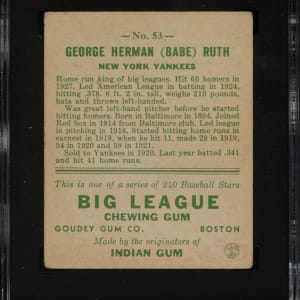 — No. 53 —
GEORGE HERMAN (BABE) RUTH
NEW YORK YANKEES
Home run king of big leagues. Hit 60 homers in
1927, Led American League in batting in 1924,
hitting .378, 6 ft. 2 in. tall, weighs 210 pounds,
bats and throws left-handed.
Was great left-hand pitcher before he started
hitting homers. Born in Baltimore in 1894. Joined
Red Sox in 1914 from Baltimore club. Led league
in pitching in 1916. Started hitting home runs in
earnest in 1918, when he hit 11, made 29 in 1919,
54 in 1920 and 59 in 1921.
Sold to Yankees in 1920. Last year batted .341
and hit 41 home runs.
This is one of a series of 240 Baseball Stars
BIG LEAGUE
CHEWING GUM
GOUDEY GUM CO. BOSTON
Made by the originators of
INDIAN GUM